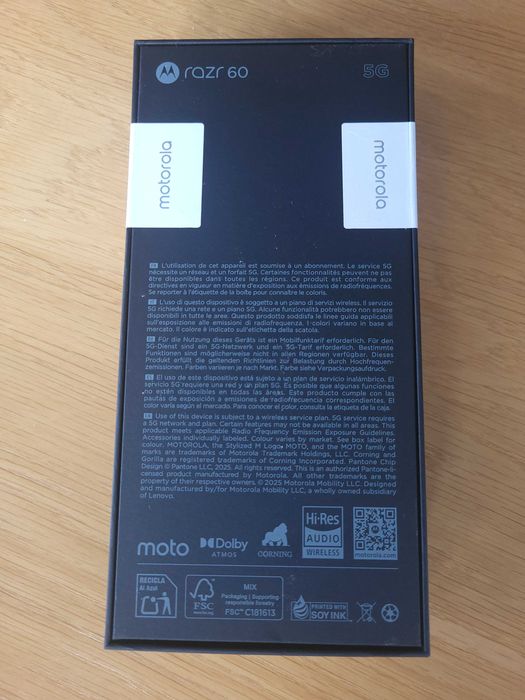 razr 60
5G
motorola
motorola
FR L'utilisation de cet appareil est soumise à un abonnement. Le service 5G
nécessite un réseau et un forfait 5G. Certaines fonctionnalités peuvent ne pas
être disponibles dans toutes les régions. Ce produit est conforme aux
directives en vigueur en matière d'exposition aux émissions de radiofréquences.
Se reporter à l'étiquette de la boîte pour connaître le coloris.
IT L'uso di questo dispositivo è soggetto a un piano di servizi wireless. Il servizio
5G richiede una rete e un piano 5G. Alcune funzionalità potrebbero non essere
disponibili in tutte le aree. Questo prodotto soddisfa le linee guida applicabili
sull'esposizione alle emissioni di radiofrequenza. I colori variano in base al
mercato. Il colore è indicato sull'etichetta della scatola.
DE Für die Nutzung dieses Geräts ist ein Mobilfunktarif erforderlich. Für den
5G-Dienst sind ein 5G-Netzwerk und ein 5G-Tarif erforderlich. Bestimmte
Funktionen sind möglicherweise nicht in allen Regionen verfügbar. Dieses
Produkt erfüllt die geltenden Richtlinien zur Belastung durch Hochfrequen-
zemissionen. Farben variieren je nach Markt. Farbe siehe Verpackungsaufdruck.
ES El uso de este dispositivo está sujeto a un plan de servicio inalámbrico. El
servicio 5G requiere una red y un plan 5G. Es posible que algunas funciones
no estén disponibles en todas las áreas. Este producto cumple con las
pautas de exposición a emisiones de radiofrecuencia correspondientes. El
color varía según el mercado. Para conocer el color, consulta la etiqueta de la caja.
EN Use of this device is subject to a wireless service plan. 5G service requires
a 5G network and plan. Certain features may not be available in all areas. This
product meets applicable Radio Frequency Emission Exposure Guidelines.
Accessories individually labeled. Colour varies by market. See box label for
colour. MOTOROLA, the Stylized M Logo, and MOTO, and the MOTO family of
marks are trademarks of Motorola Trademark Holdings, LLC. Corning and
Gorilla are registered trademarks of Corning Incorporated. Pantone Chip
Design © Pantone LLC, 2025. All rights reserved. This is an authorized Pantone-li-
censed product manufactured by Motorola. All other trademarks are the
property of their respective owners. © 2025 Motorola Mobility LLC. Designed
and manufactured by/for Motorola Mobility LLC, a wholly owned subsidiary
of Lenovo.
moto
Dolby
ATMOS
CORNING
Hi-Res
AUDIO
WIRELESS
motorola.com
RECICLA
Al Azul
FSC
www.fsc.org
MIX
Packaging | Supporting
responsible forestry
FSC™ C181613
PRINTED WITH
SOY INK